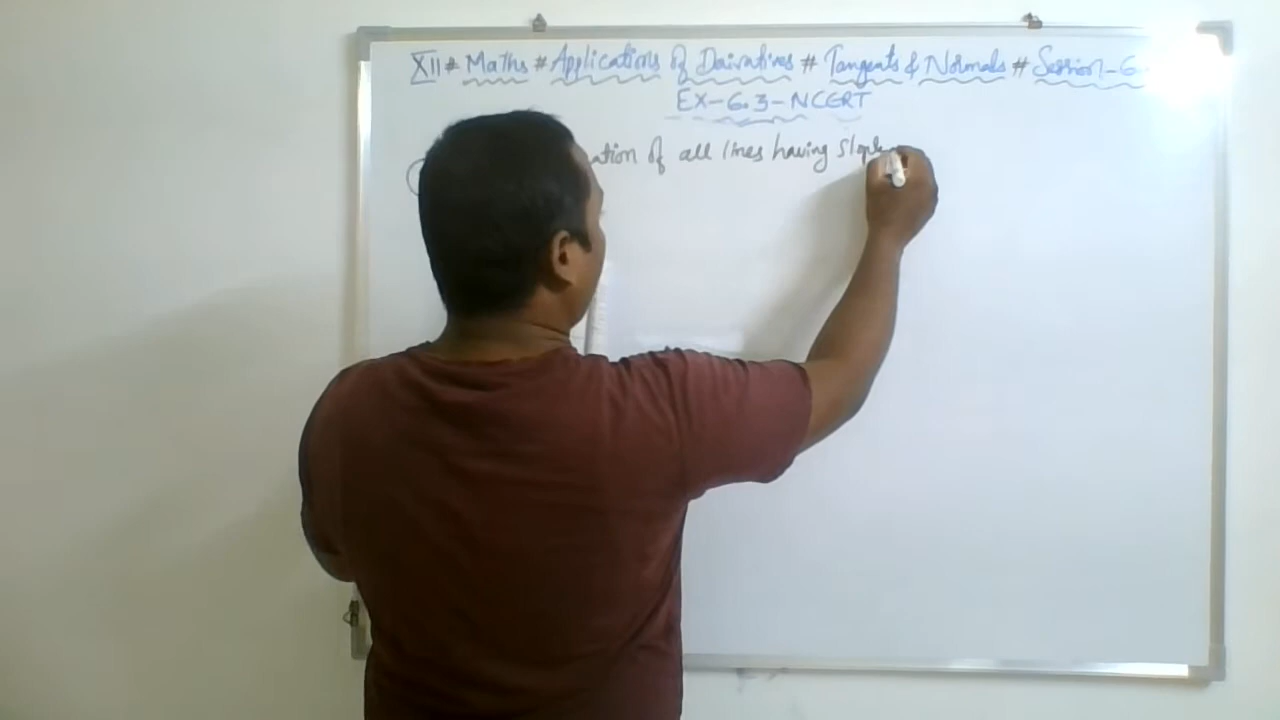 XII # Maths # Applications of Derivatives # Tangents & Normals # Session-6
EX-6.3-NCERT
ation of all lines having slope